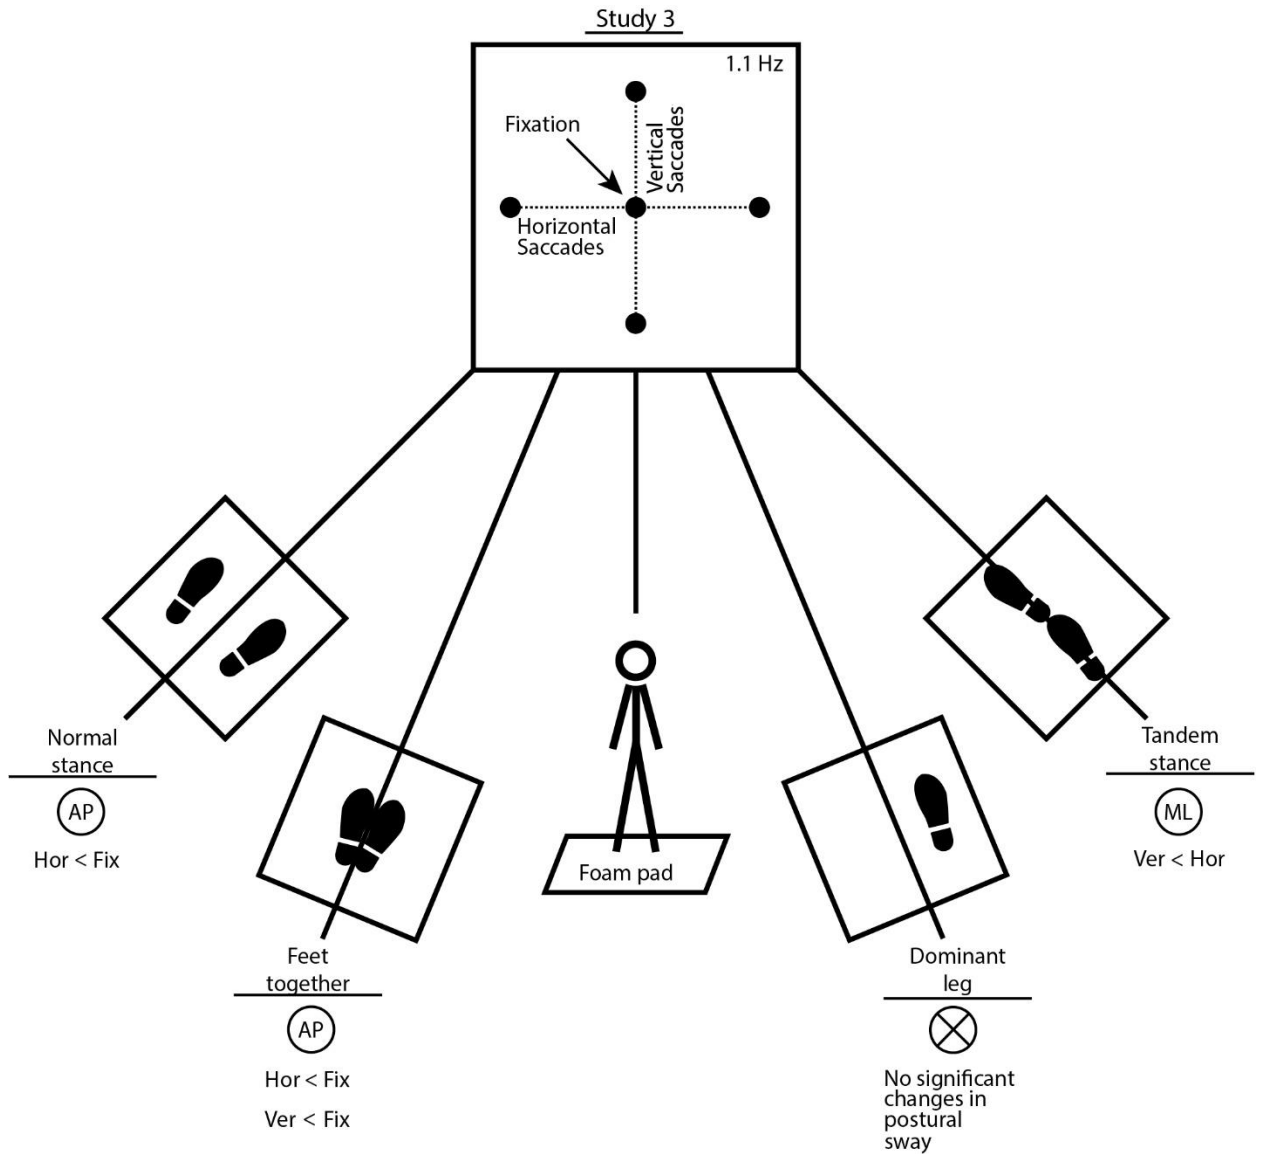 Study 3
1.1 Hz
Fixation
Vertical
Saccades
Horizontal
Saccades
Normal
stance
AP
Hor < Fix
Feet
together
AP
Hor < Fix
Ver < Fix
Foam pad
Dominant
leg
No significant
changes in
postural
sway
Tandem
stance
ML
Ver < Hor